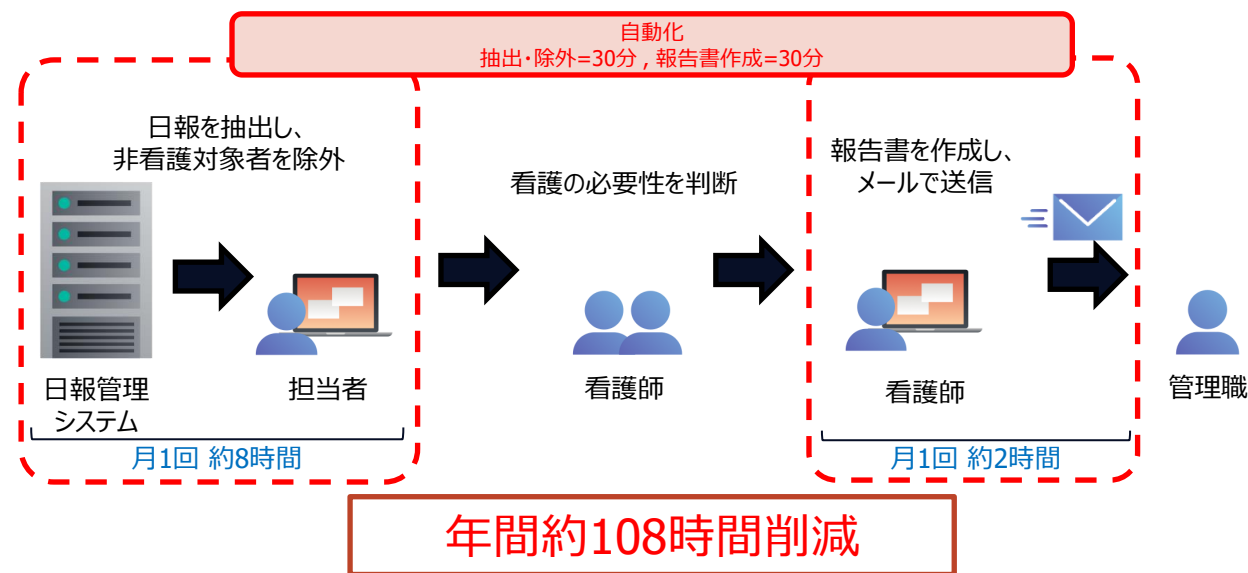 自動化
抽出・除外=30分 , 報告書作成=30分
日報を抽出し、
非看護対象者を除外
看護の必要性を判断
報告書を作成し、
メールで送信
日報管理
システム
担当者
看護師
看護師
管理職
月1回 約8時間
月1回 約2時間
年間約108時間削減